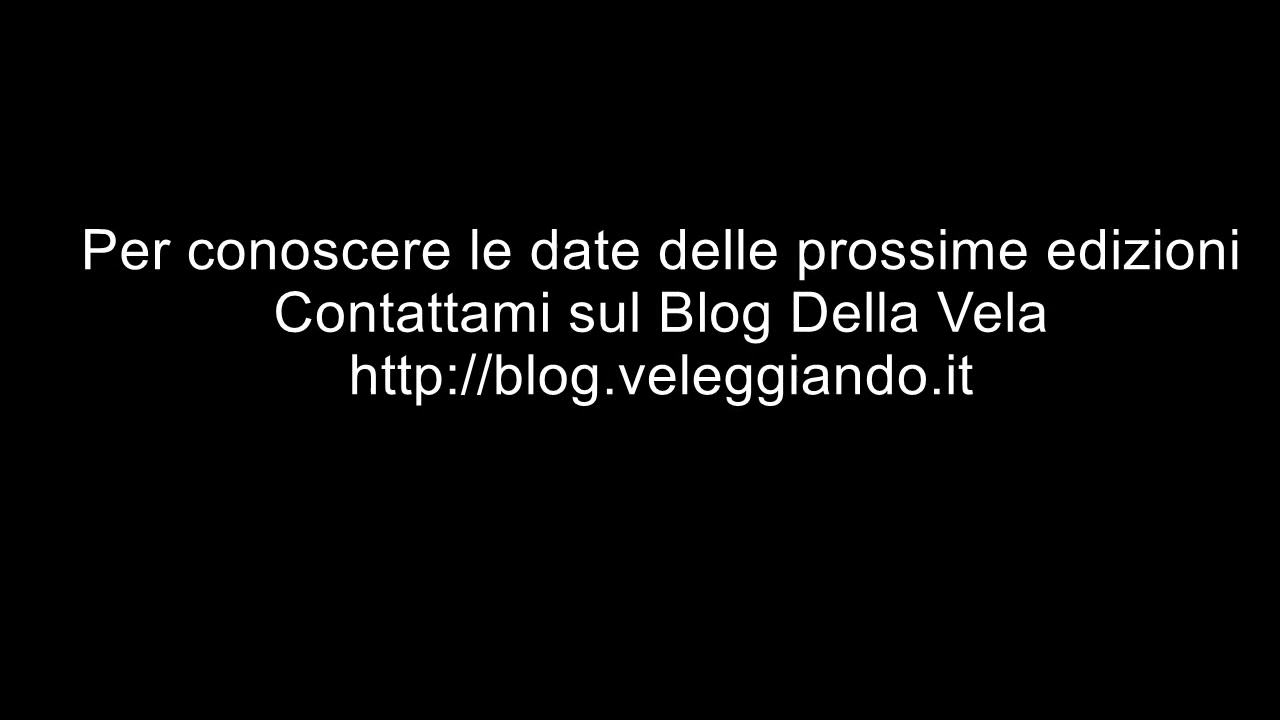 Per conoscere le date delle prossime edizioni
Contattami sul Blog Della Vela
http://blog.veleggiando.it